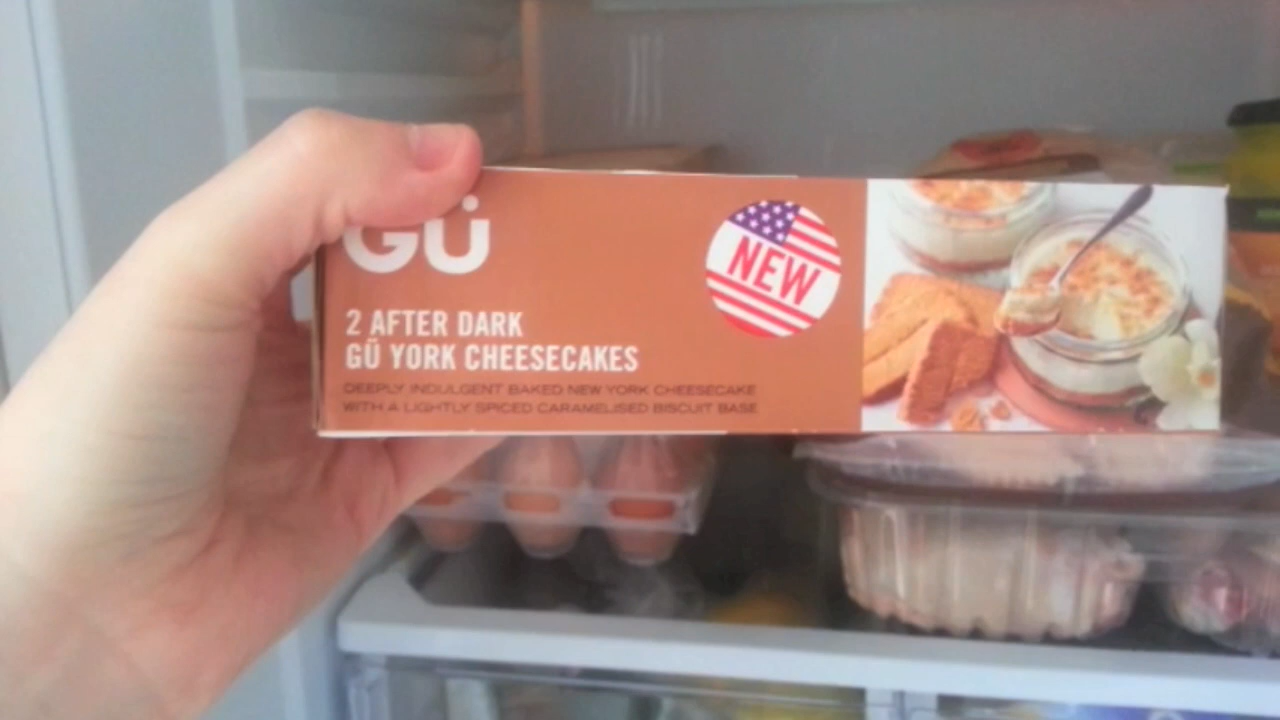 GÜ
NEW
2 AFTER DARK
GÜ YORK CHEESECAKES
DEEPLY INDULGENT BAKED NEW YORK CHEESECAKE
WITH A LIGHTLY SPICED CARAMELISED BISCUIT BASE